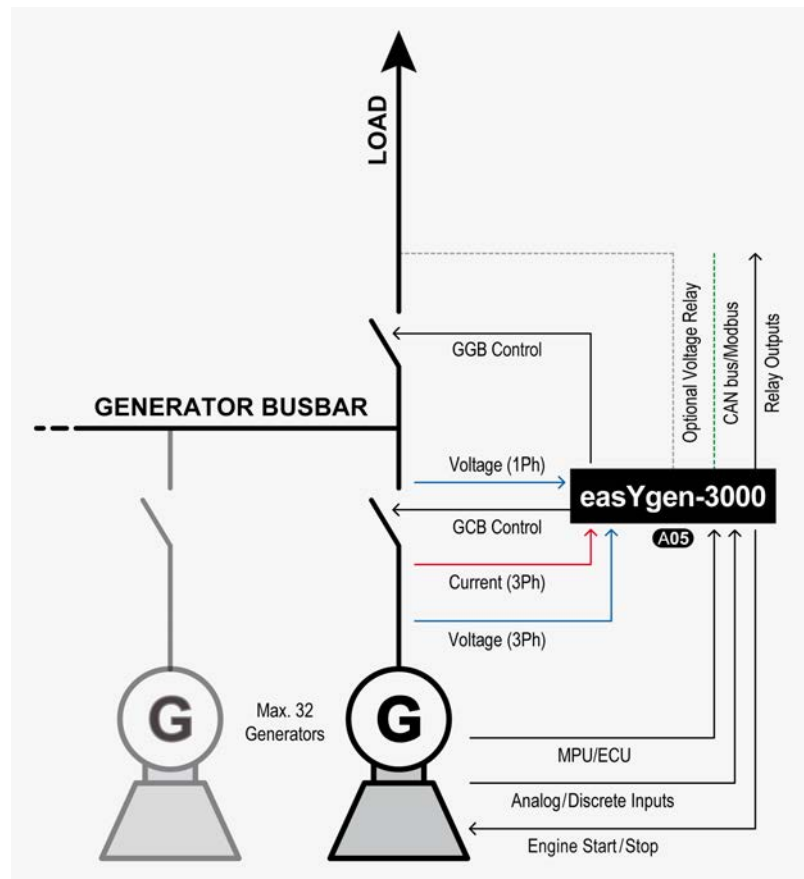 LOAD
GGB Control
Optional Voltage Relay
CAN bus/Modbus
Relay Outputs
GENERATOR BUSBAR
Voltage (1Ph)
easYgen-3000
GCB Control
A05
Current (3Ph)
Voltage (3Ph)
G
Max. 32
Generators
G
MPU/ECU
Analog/Discrete Inputs
Engine Start/Stop